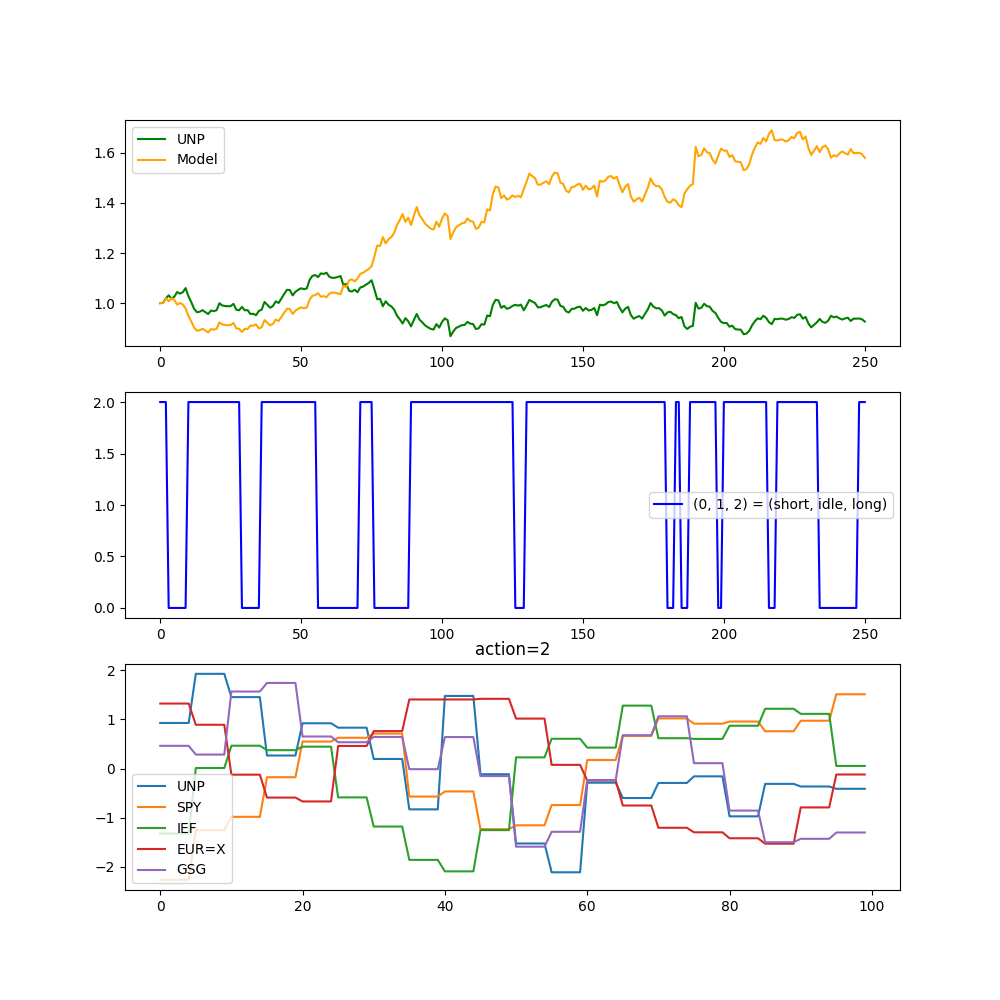 UNP
Model
1.6
1.4
1.2
1.0
0 50 100 150 200 250
2.0
1.5
1.0
0.5
0.0
(0, 1, 2) = (short, idle, long)
0 50 100 150 200 250
action=2
2
1
0
−1
−2
UNP
SPY
IEF
EUR=X
GSG
0 20 40 60 80 100